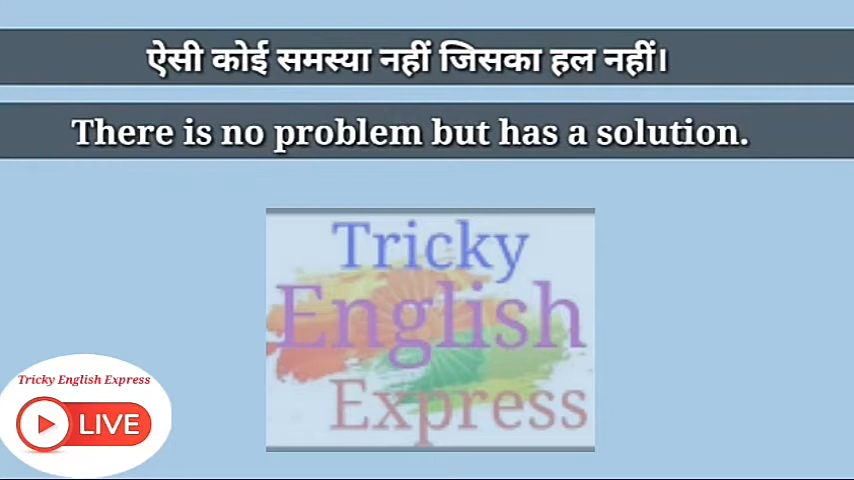 ऐसी कोई समस्या नहीं जिसका हल नहीं।
There is no problem but has a solution.
Tricky
English
Express
Tricky English Express
LIVE